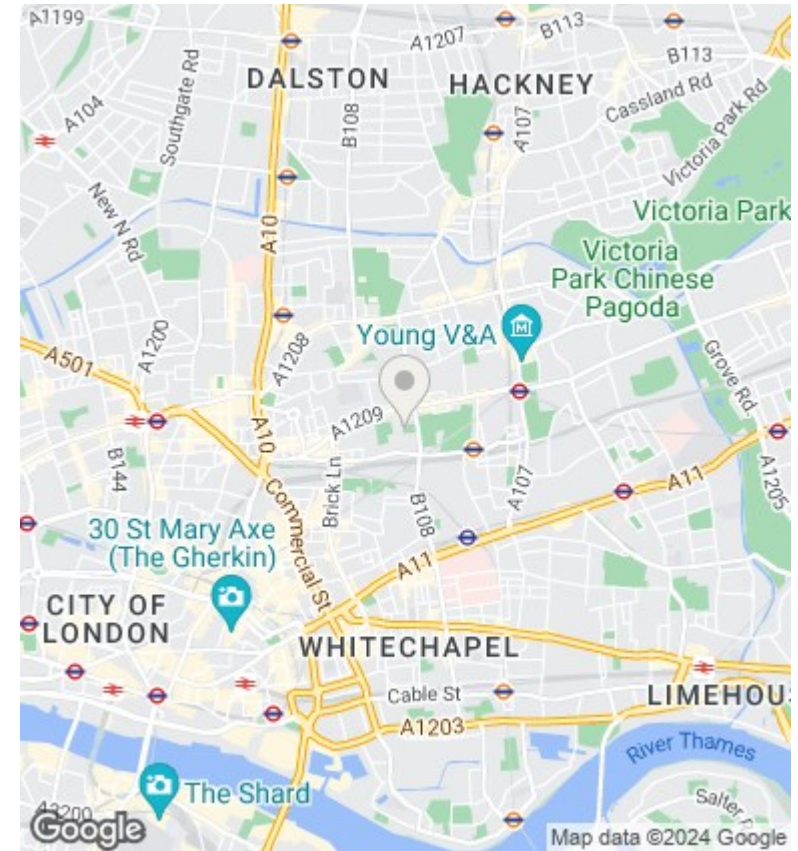 A1199
A1207
B113
DALSTON
HACKNEY
B113
A104
Southgate Rd
B108
A107
Cassland Rd
Victoria Park Rd
New N Rd
A10
Victoria Park
Victoria
Park Chinese
Pagoda
Young V&A
A1200
A1208
A501
Grove Rd
A1209
A10
B144
Brick Ln
B108
A107
A11
A1205
Commercial St
30 St Mary Axe
(The Gherkin)
A11
CITY OF
LONDON
WHITECHAPEL
Cable St
LIMEHOU
A1203
River Thames
The Shard
Salter
A3200
Google
Map data ©2024 Google